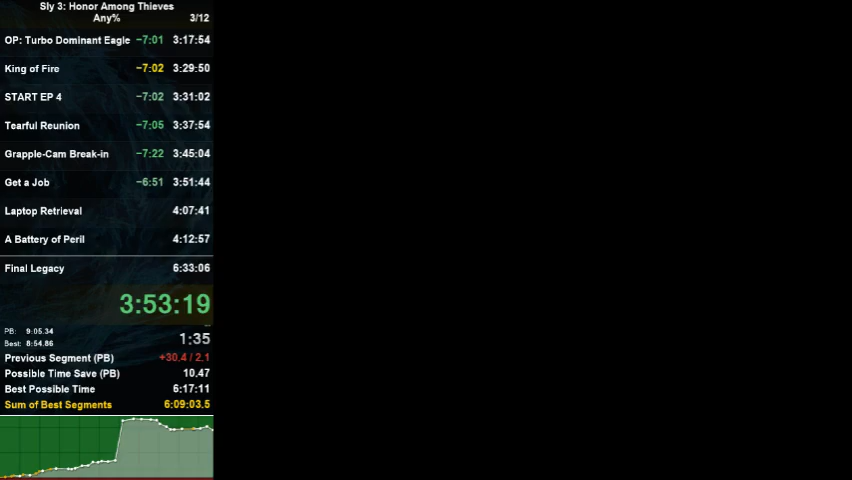 Sly 3: Honor Among Thieves
Any% 3/12
OP: Turbo Dominant Eagle −7:01 3:17:54
King of Fire −7:02 3:29:50
START EP 4 −7:02 3:31:02
Tearful Reunion −7:05 3:37:54
Grapple-Cam Break-in −7:22 3:45:04
Get a Job −6:51 3:51:44
Laptop Retrieval 4:07:41
A Battery of Peril 4:12:57
Final Legacy 6:33:06
3:53:19
PB: 9:05.34
Best: 8:54.86
1:35
Previous Segment (PB) +30.4 / 2.1
Possible Time Save (PB) 10.47
Best Possible Time 6:17:11
Sum of Best Segments 6:09:03.5